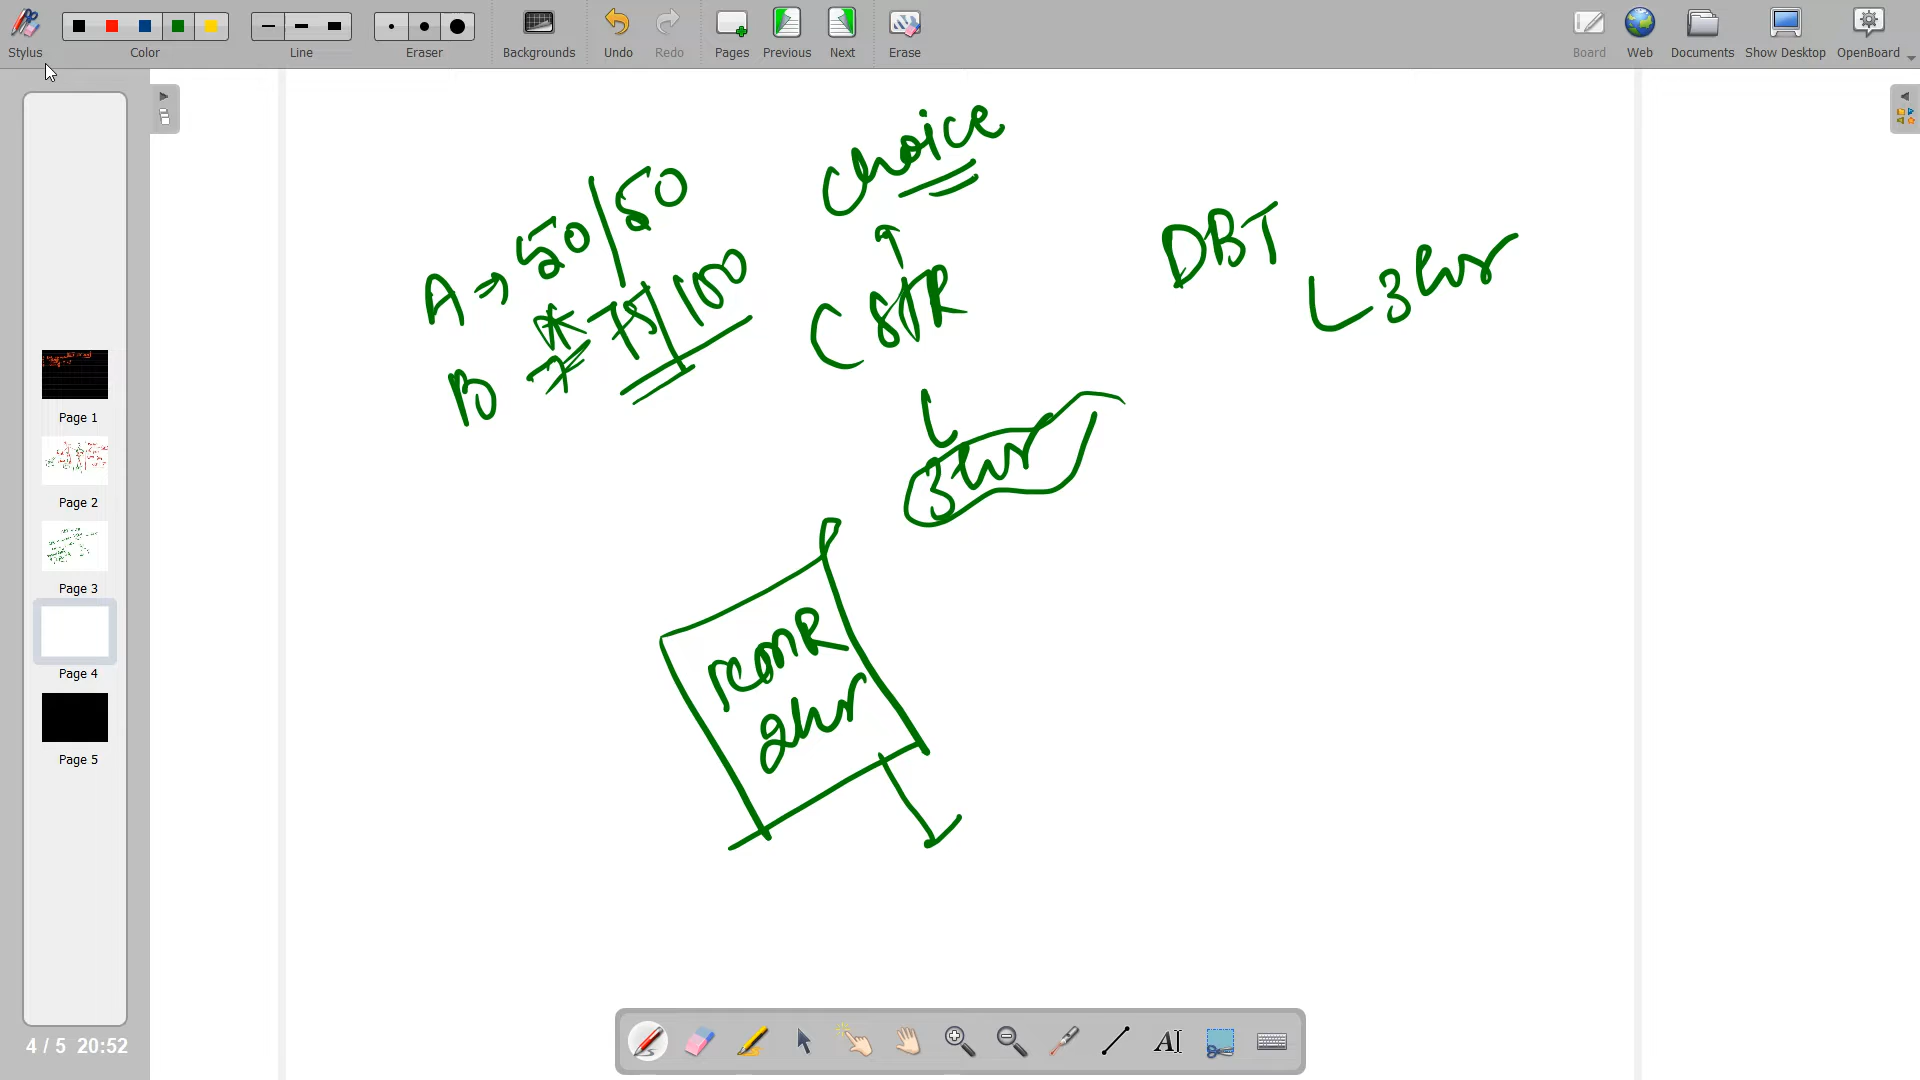 Stylus
Color
Line
Eraser
Backgrounds
Undo
Redo
Pages
Previous
Next
Erase
Board
Web
Documents
Show Desktop
OpenBoard
Page 1
Page 2
Page 3
Page 4
Page 5
4 / 5 20:52
Choice
A → 50/50
B 75/100
CSIR
3hr
DBT
3hr
ICMR
2hr